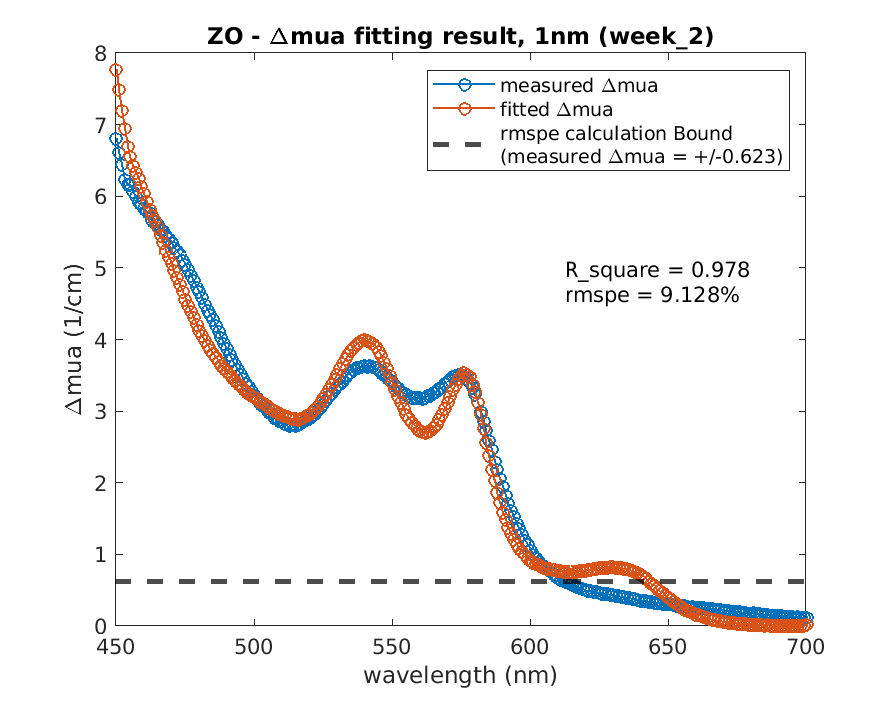 ZO - Δmua fitting result, 1nm (week_2)
8
7
6
5
4
3
2
1
0
Δmua (1/cm)
measured Δmua
fitted Δmua
rmspe calculation Bound
(measured Δmua = +/-0.623)
R_square = 0.978
rmspe = 9.128%
450
500
550
600
650
700
wavelength (nm)